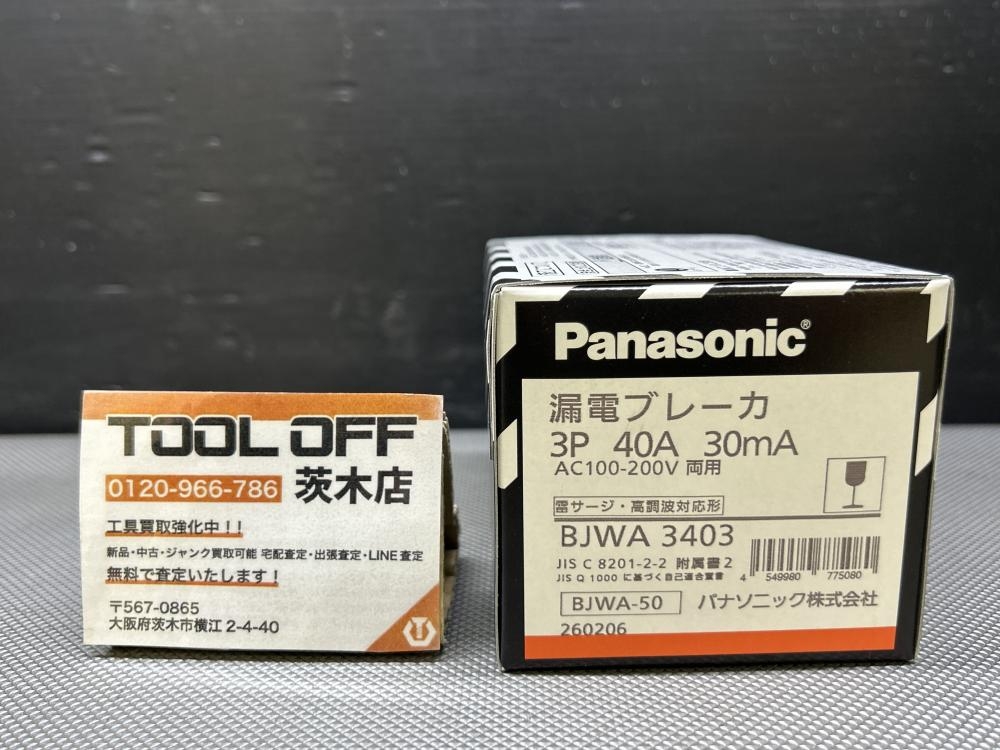 TOOL OFF
0120-966-786 茨木店
工具買取強化中！！
新品・中古・ジャンク買取可能 宅配査定・出張査定・LINE査定
無料で査定いたします！
〒567-0865
大阪府茨木市横江 2-4-40
Panasonic®
漏電ブレーカ
3P 40A 30mA
AC100-200V 両用
雷サージ・高調波対応形
BJWA 3403
JIS C 8201-2-2 附属書2
JIS Q 1000 に基づく自己適合宣言
4 549980 775080
BJWA-50 パナソニック株式会社
260206